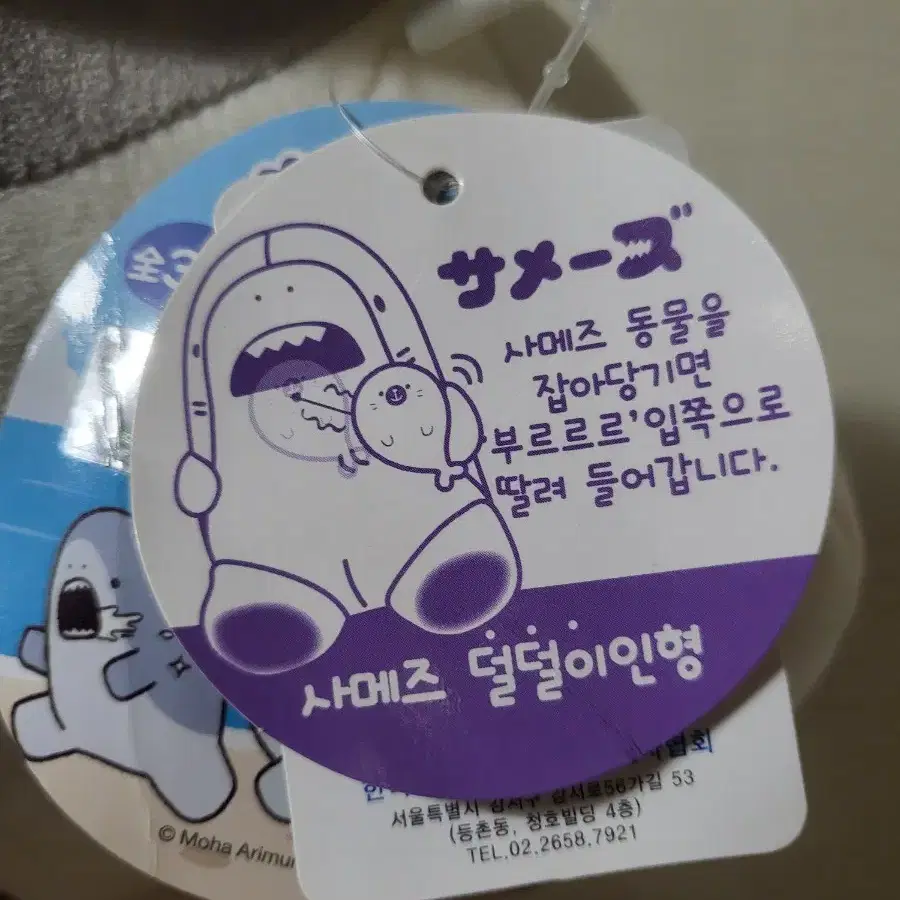 サメーズ
사메즈 동물을
잡아당기면
부르르르' 입쪽으로
딸려 들어갑니다.
사메즈 덜덜이인형
협회
서울특별시 강서구 강서로56가길 53
(등촌동, 청호빌딩 4층)
TEL.02.2658.7921
© Moha Arimur